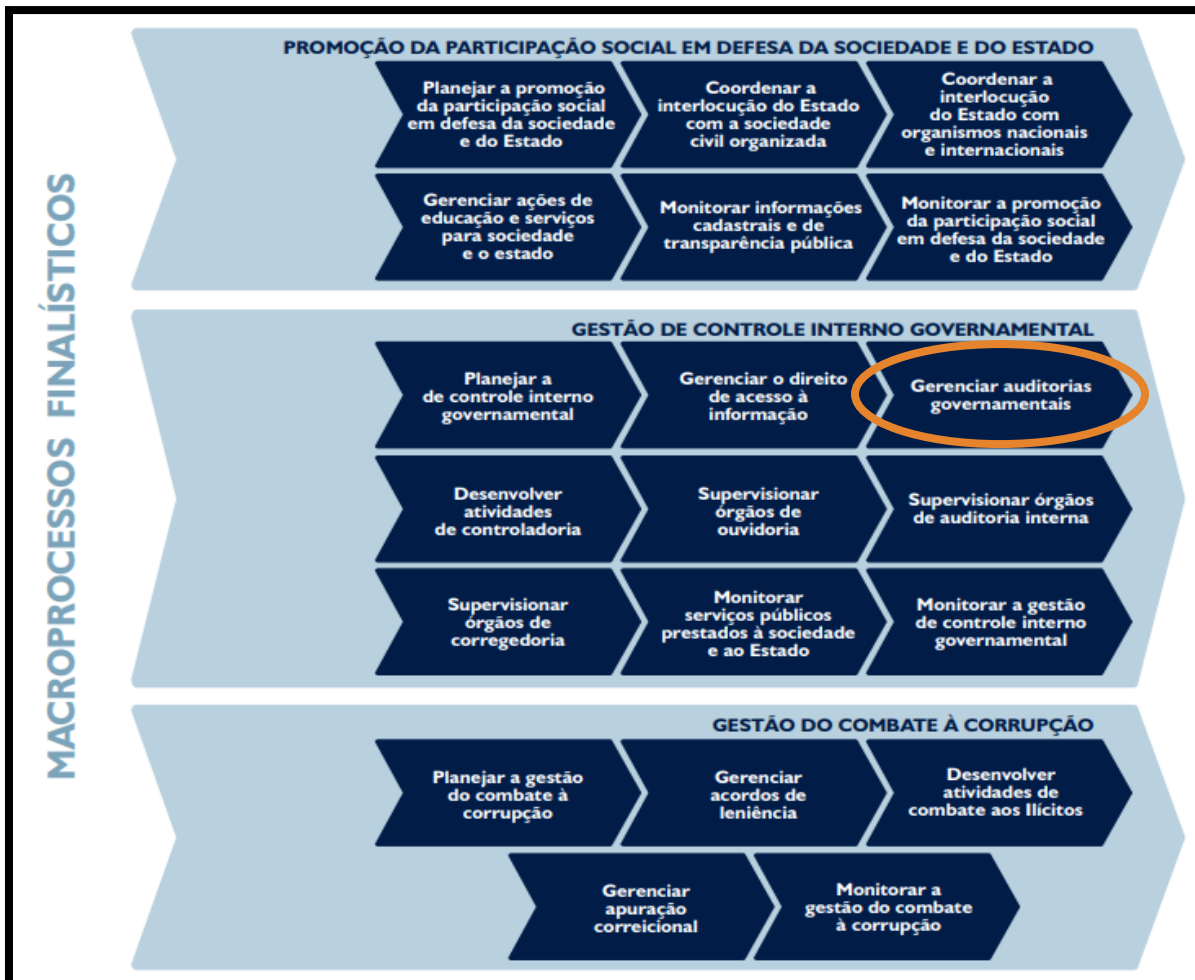 MACROPROCESSOS FINALÍSTICOS
PROMOÇÃO DA PARTICIPAÇÃO SOCIAL EM DEFESA DA SOCIEDADE E DO ESTADO
Planejar a promoção
da participação social
em defesa da sociedade
e do Estado
Coordenar a
interlocução do Estado
com a sociedade
civil organizada
Coordenar a
interlocução
do Estado com
organismos nacionais
e internacionais
Gerenciar ações de
educação e serviços
para sociedade
e o estado
Monitorar informações
cadastrais e de
transparência pública
Monitorar a promoção
da participação social
em defesa da sociedade
e do Estado
GESTÃO DE CONTROLE INTERNO GOVERNAMENTAL
Planejar a
de controle interno
governamental
Gerenciar o direito
de acesso à
informação
Gerenciar auditorias
governamentais
Desenvolver
atividades
de controladoria
Supervisionar
órgãos de
ouvidoria
Supervisionar órgãos
de auditoria interna
Supervisionar
órgãos de
corregedoria
Monitorar
serviços públicos
prestados à sociedade
e ao Estado
Monitorar a gestão
de controle interno
governamental
GESTÃO DO COMBATE À CORRUPÇÃO
Planejar a gestão
do combate à
corrupção
Gerenciar
acordos de
leniência
Desenvolver
atividades de
combate aos Ilícitos
Gerenciar
apuração
correicional
Monitorar a
gestão do combate
à corrupção